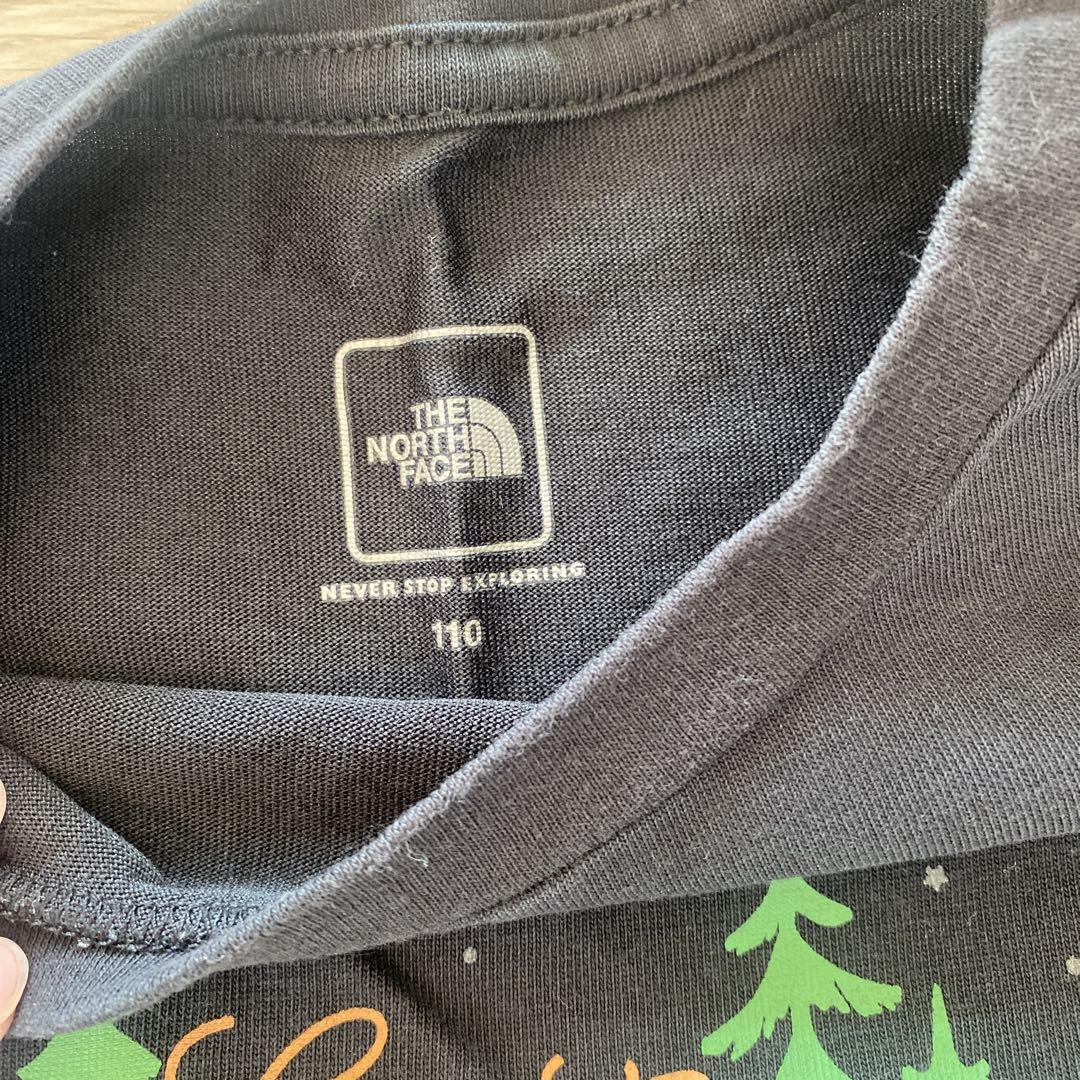 THE
NORTH
FACE
NEVER STOP EXPLORING
110